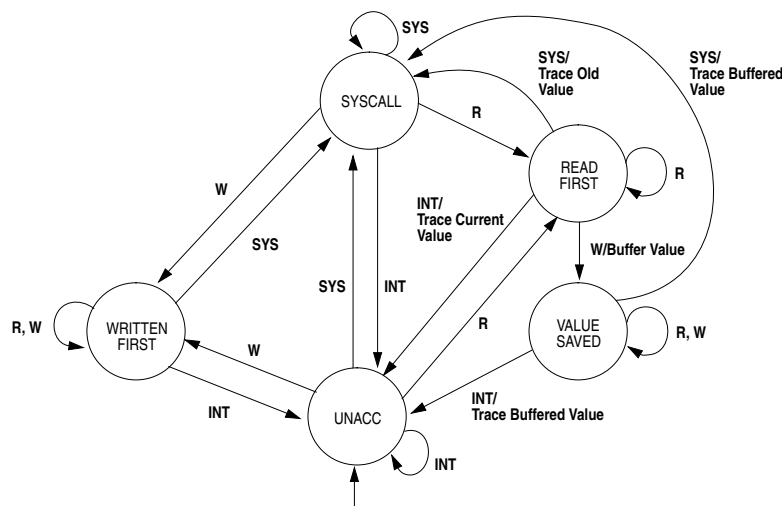 SYS
SYS/
Trace Old
Value
SYS/
Trace Buffered
Value
SYSCALL
R
READ
FIRST
R
W
INT/
Trace Current
Value
W/Buffer Value
SYS
SYS
INT
R, W
WRITTEN
FIRST
R
VALUE
SAVED
R, W
W
INT
UNACC
INT/
Trace Buffered Value
INT